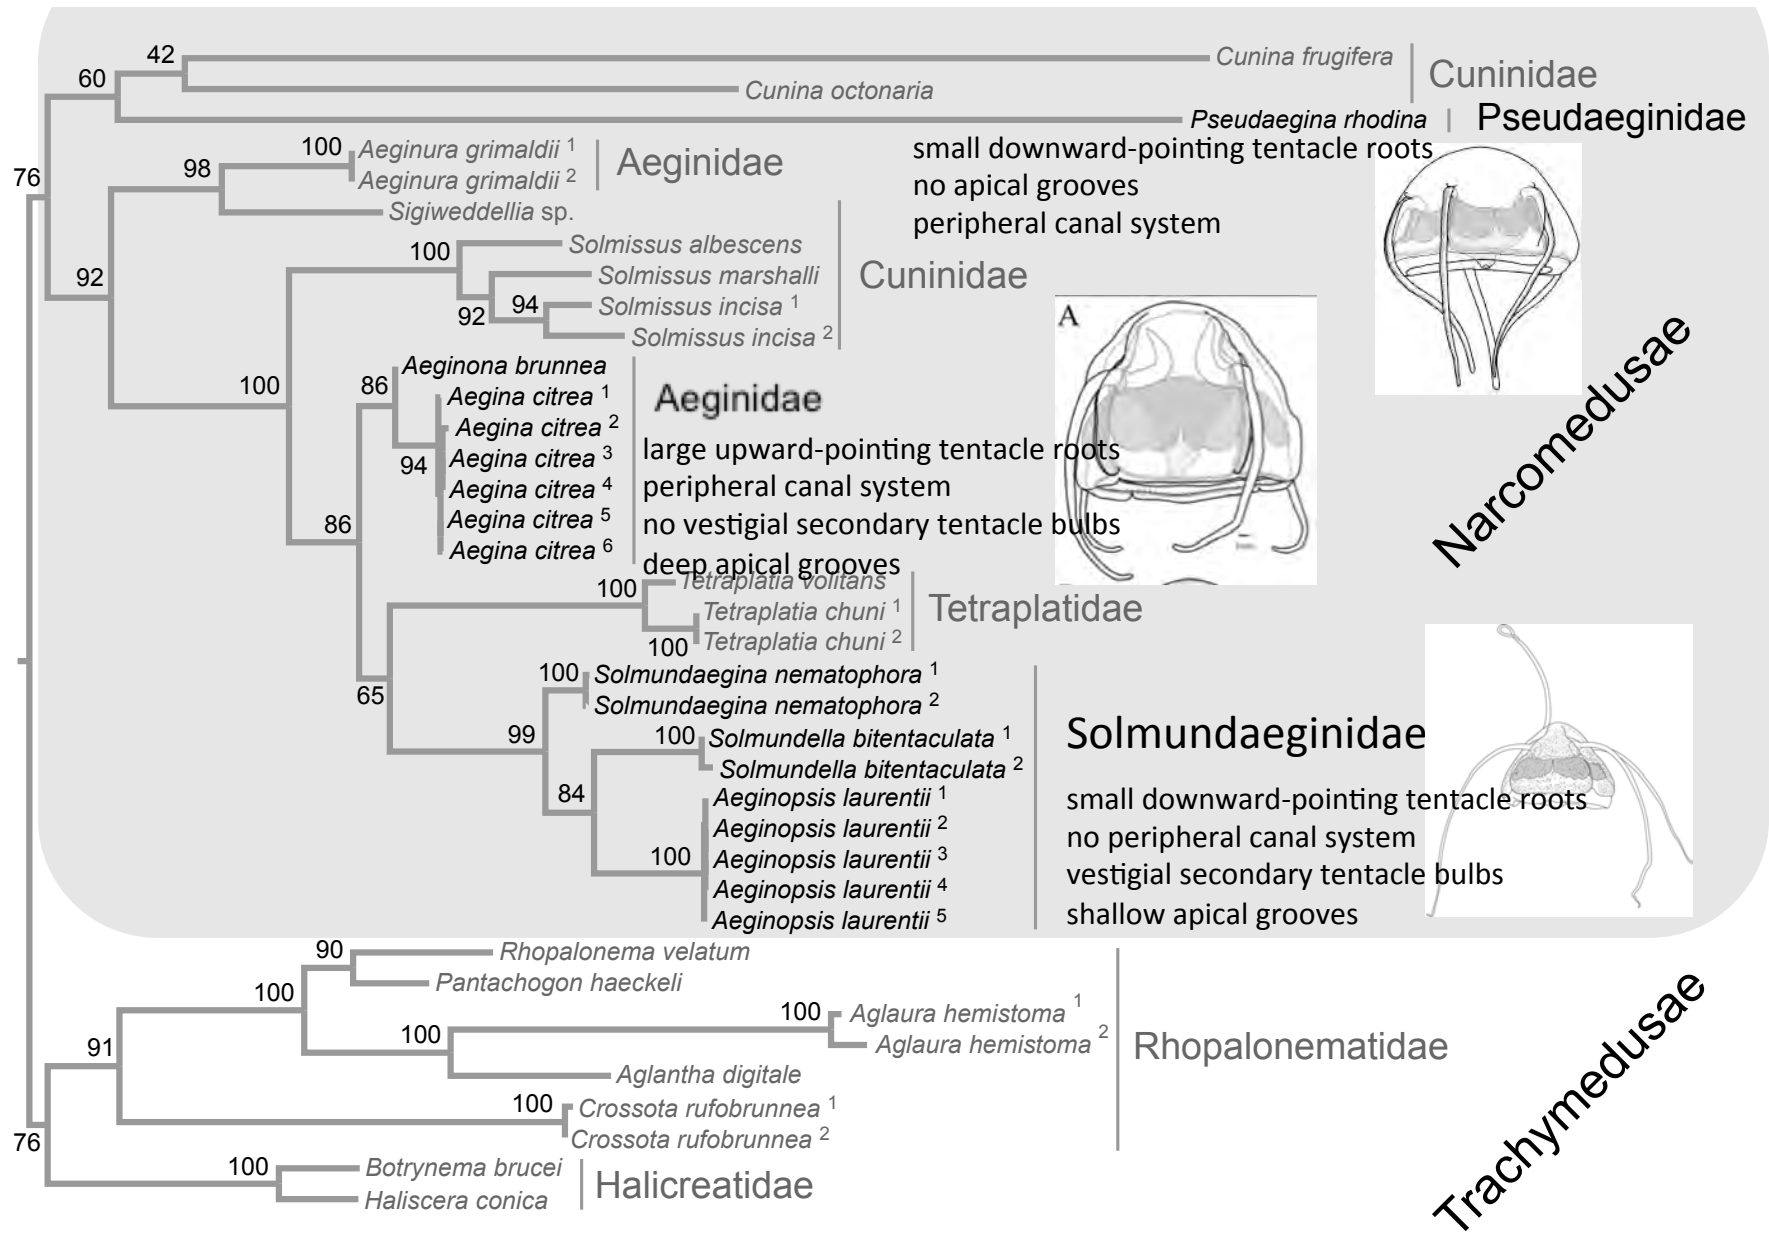 42
Cunina frugifera
Cuninidae
60
Cunina octonaria
Pseudaegina rhodina
Pseudaeginidae
76
100
Aeginura grimaldii 1
Aeginura grimaldii 2
Aeginidae
98
Sigiweddellia sp.
small downward-pointing tentacle roots
no apical grooves
peripheral canal system
92
100
Solmissus albescens
Solmissus marshalli
94
Solmissus incisa 1
92
Solmissus incisa 2
Cuninidae
A
Narcomedusae
100
86
Aeginona brunnea
Aegina citrea 1
Aegina citrea 2
Aegina citrea 3
94
Aegina citrea 4
Aegina citrea 5
Aegina citrea 6
Aeginidae
large upward-pointing tentacle roots
peripheral canal system
no vestigial secondary tentacle bulbs
deep apical grooves
86
100
Tetraplatia volitans
Tetraplatia chuni 1
Tetraplatia chuni 2
100
Tetraplatidae
65
100
Solmundaegina nematophora 1
Solmundaegina nematophora 2
99
100
Solmundella bitentaculata 1
Solmundella bitentaculata 2
84
Aeginopsis laurentii 1
Aeginopsis laurentii 2
100
Aeginopsis laurentii 3
Aeginopsis laurentii 4
Aeginopsis laurentii 5
Solmundaeginidae
small downward-pointing tentacle roots
no peripheral canal system
vestigial secondary tentacle bulbs
shallow apical grooves
90
Rhopalonema velatum
Pantachogon haeckeli
100
100
Aglaura hemistoma 1
Aglaura hemistoma 2
100
Aglantha digitale
91
Rhopalonematidae
100
Crossota rufobrunnea 1
Crossota rufobrunnea 2
76
100
Botrynema brucei
Haliscera conica
Halicreatidae
Trachymedusae